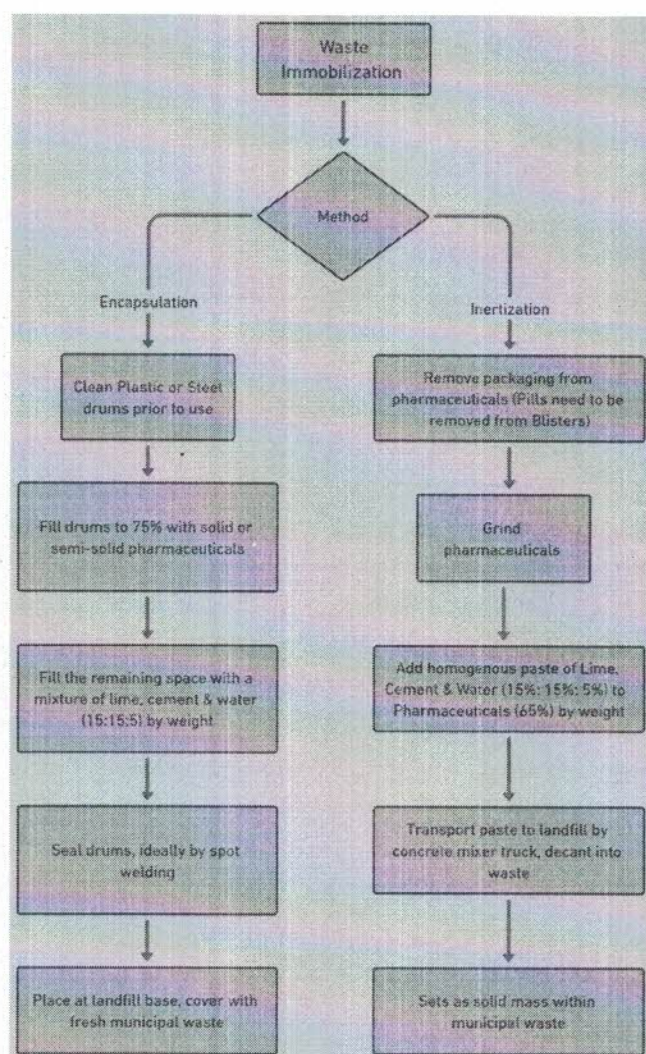 Waste
Immobilization
Method
Encapsulation
Inertization
Clean Plastic or Steel
drums prior to use
Remove packaging from
pharmaceuticals (Pills need to be
removed from Blisters)
Fill drums to 75% with solid or
semi-solid pharmaceuticals
Grind
pharmaceuticals
Fill the remaining space with a
mixture of lime, cement & water
(15:15:5) by weight
Add homogenous paste of Lime,
Cement & Water (15%: 15%: 5%) to
Pharmaceuticals (65%) by weight
Seal drums, ideally by spot
welding
Transport paste to landfill by
concrete mixer truck, decant into
waste
Place at landfill base, cover with
fresh municipal waste
Sets as solid mass within
municipal waste